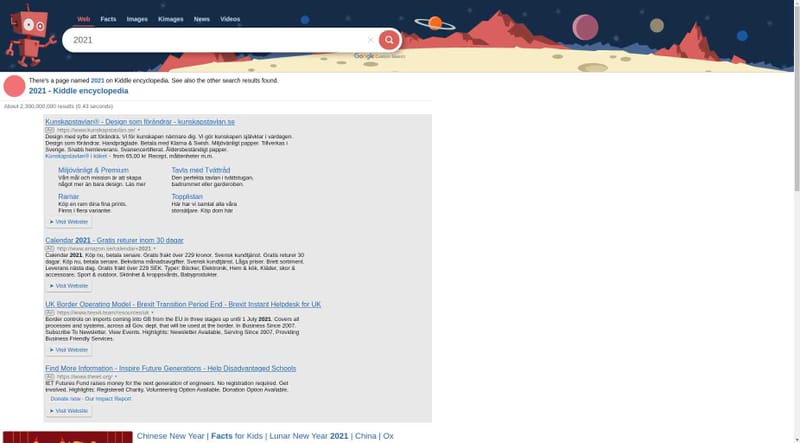 Web Facts Images Kimages News Videos
2021
Google Custom Search
There's a page named 2021 on Kiddle encyclopedia. See also the other search results found.
2021 - Kiddle encyclopedia
About 2,300,000,000 results (0.43 seconds)
Kunskapstavlan® - Design som förändrar - kunskapstavlan.se
Ad https://www.kunskapstavlan.se/
Design med syfte att förändra. Vi för kunskapen närmare dig. Vi gör kunskapen självklar i vardagen.
Design som förändrar. Handpräglade. Betala med Klarna & Swish. Miljövänligt papper. Tillverkas i
Sverige. Snabb hemleverans. Svanencertifierat. Åldersbeständigt papper.
Kunskapstavlan® i köket - from 65,00 kr Recept, måttenheter m.m.
Miljövänligt & Premium
Vårt mål och mission är att skapa
något mer än bara design. Läs mer
Tavla med Tvättråd
Den perfekta tavlan i tvättstugan,
badrummet eller garderoben.
Ramar
Köp en ram dina fina prints.
Finns i flera varianter.
Topplistan
Här har vi samlat alla våra
storsäljare. Köp dom här
➤ Visit Website
Calendar 2021 - Gratis returer inom 30 dagar
Ad http://www.amazon.se/calendar+2021
Calendar 2021. Köp nu, betala senare. Gratis frakt över 229 kronor. Svensk kundtjänst. Gratis returer 30
dagar. Köp nu, betala senare. Bekväma månadsavgifter. Svensk kundtjänst. Låga priser. Brett sortiment.
Leverans nästa dag. Gratis frakt över 229 SEK. Typer: Böcker, Elektronik, Hem & kök, Kläder, skor &
accessoare, Sport & outdoor, Skönhet & kroppsvård, Babyprodukter.
➤ Visit Website
UK Border Operating Model - Brexit Transition Period End - Brexit Instant Helpdesk for UK
Ad https://www.brexit.team/resources/uk
Border controls on imports coming into GB from the EU in three stages up until 1 July 2021. Covers all
processes and systems, across all Gov. dept, that will be used at the border. In Business Since 2007.
Subscribe To Newsletter. View Events. Highlights: Newsletter Available, Serving Since 2007, Providing
Business Friendly Services.
➤ Visit Website
Find More Information - Inspire Future Generations - Help Disadvantaged Schools
Ad https://www.theiet.org/
IET Futures Fund raises money for the next generation of engineers. No registration required. Get
involved. Highlights: Registered Charity, Volunteering Option Available, Donation Option Available.
Donate now · Our Impact Report
➤ Visit Website
Chinese New Year | Facts for Kids | Lunar New Year 2021 | China | Ox